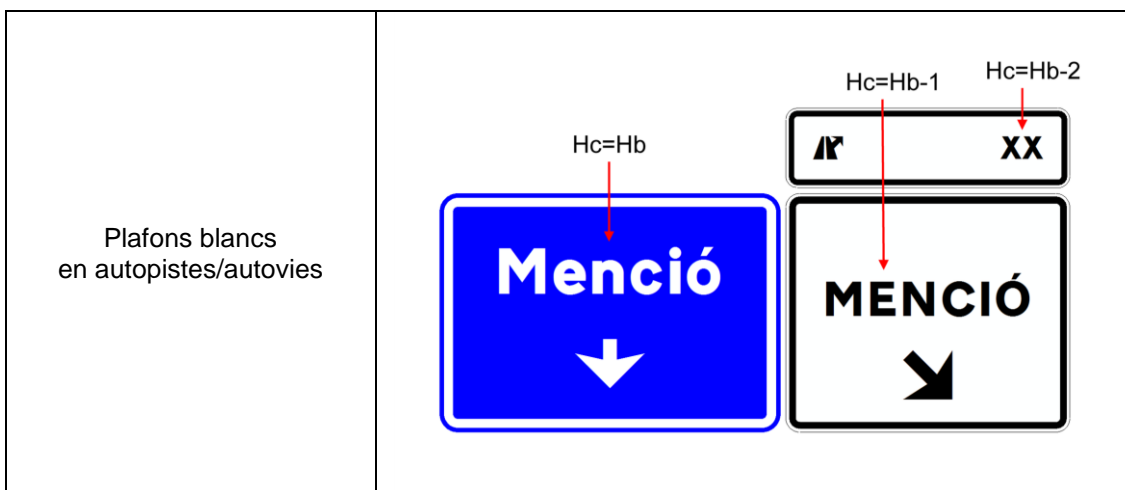 Plafons blancs
en autopistes/autovies
Hc=Hb
Hc=Hb-1
Hc=Hb-2
XX
Menció
MENCIÓ